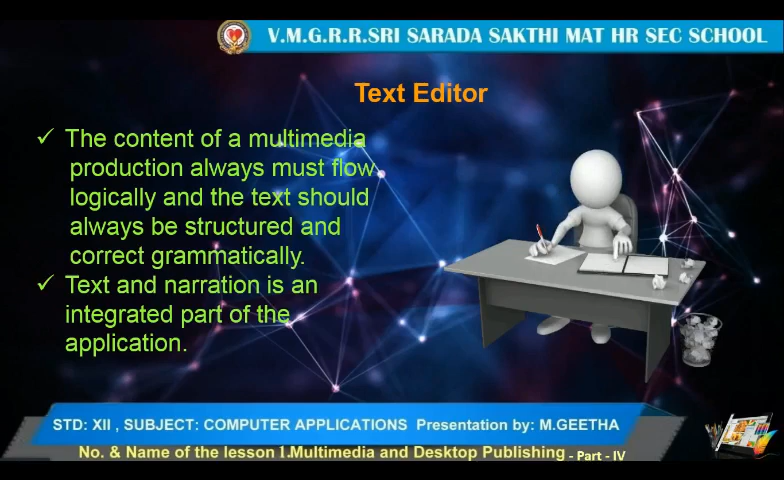 V.M.G.R.R.SRI SARADA SAKTHI MAT HR SEC SCHOOL
Text Editor
✓ The content of a multimedia
production always must flow
logically and the text should
always be structured and
correct grammatically.
✓ Text and narration is an
integrated part of the
application.
STD: XII , SUBJECT: COMPUTER APPLICATIONS Presentation by: M.GEETHA
No. & Name of the lesson 1.Multimedia and Desktop Publishing - Part - IV